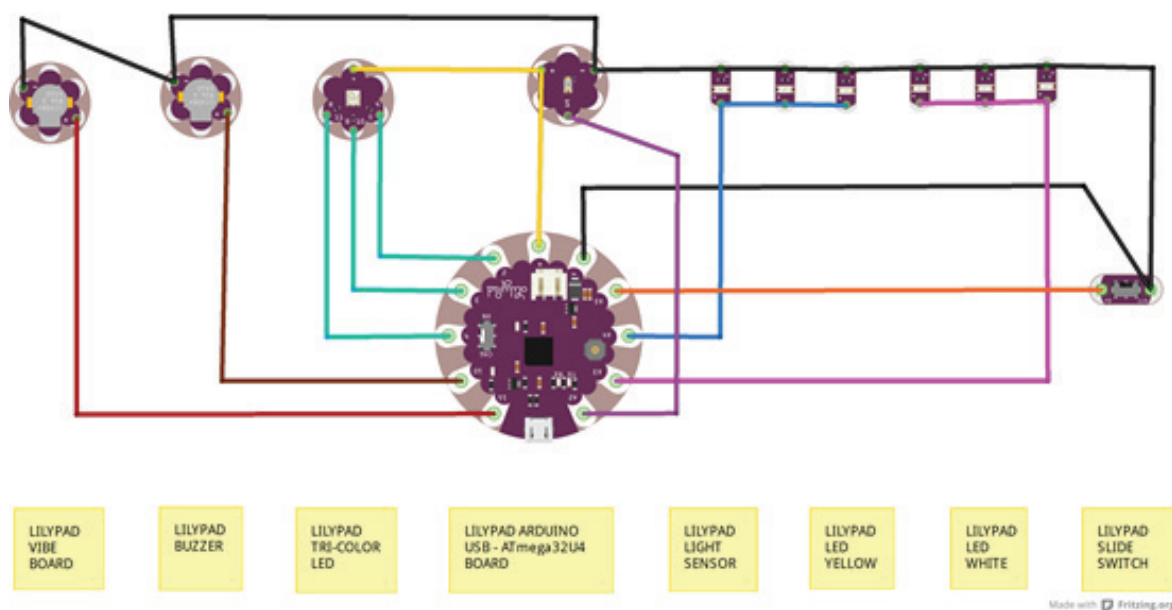 S
LILYPAD
VIBE
BOARD
LILYPAD
BUZZER
LILYPAD
TRI-COLOR
LED
LILYPAD ARDUINO
USB - ATmega32U4
BOARD
LILYPAD
LIGHT
SENSOR
LILYPAD
LED
YELLOW
LILYPAD
LED
WHITE
LILYPAD
SLIDE
SWITCH
Made with Fritzing.org